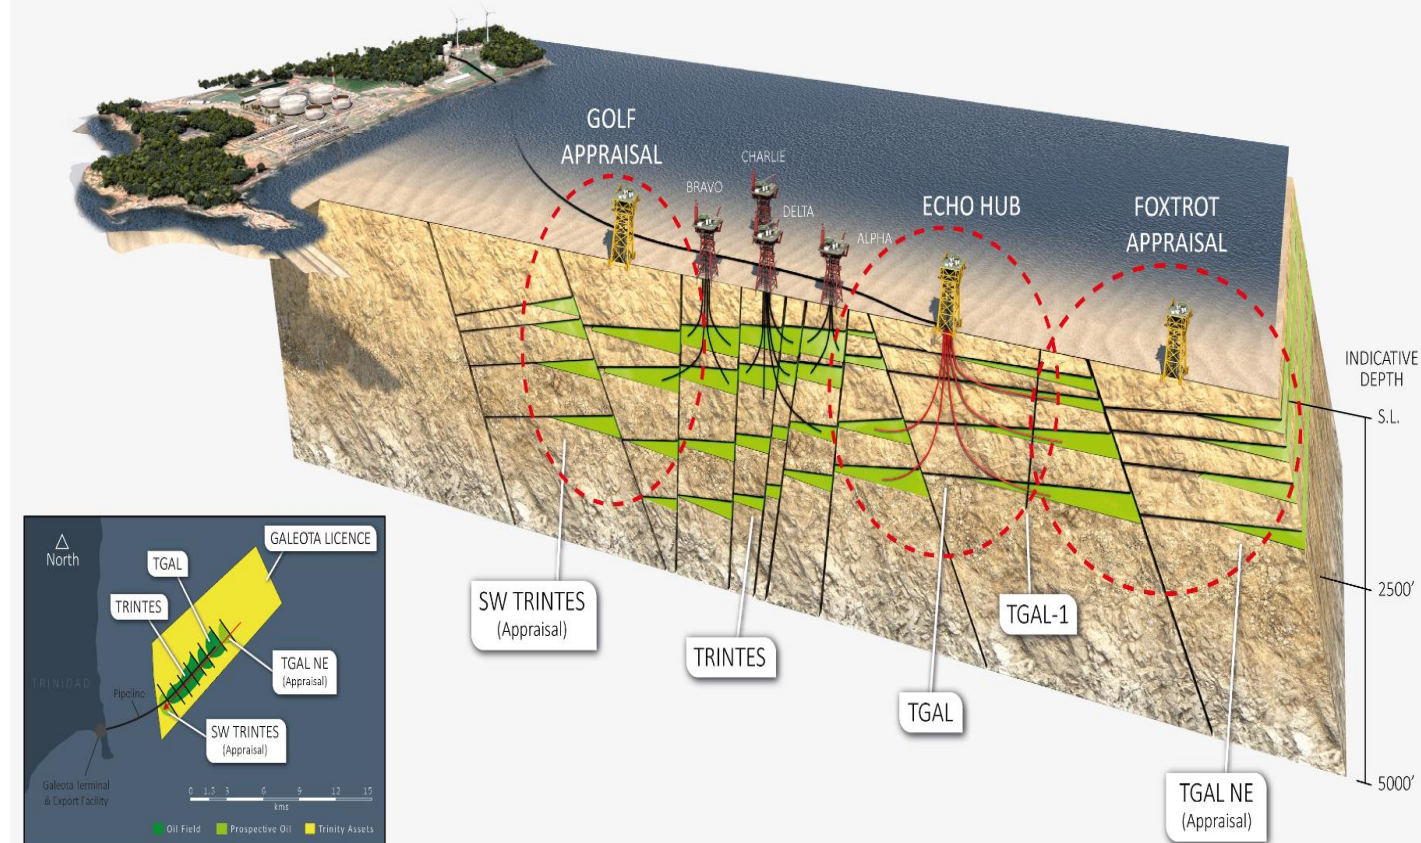 GOLF
APPRAISAL
CHARLIE
BRAVO
DELTA
ALPHA
ECHO HUB
FOXTROT
APPRAISAL
INDICATIVE
DEPTH
S.L.
2500'
5000'
SW TRINTES
(Appraisal)
TRINTES
TGAL
TGAL-1
TGAL NE
(Appraisal)
North
GALEOTA LICENCE
TGAL
TRINTES
TGAL NE
(Appraisal)
TRINIDAD
Pipeline
SW TRINTES
(Appraisal)
Galeota Terminal
& Export Facility
0 1.5 3 6 9 12 15
kms
Oil Field Prospective Oil Trinity Assets